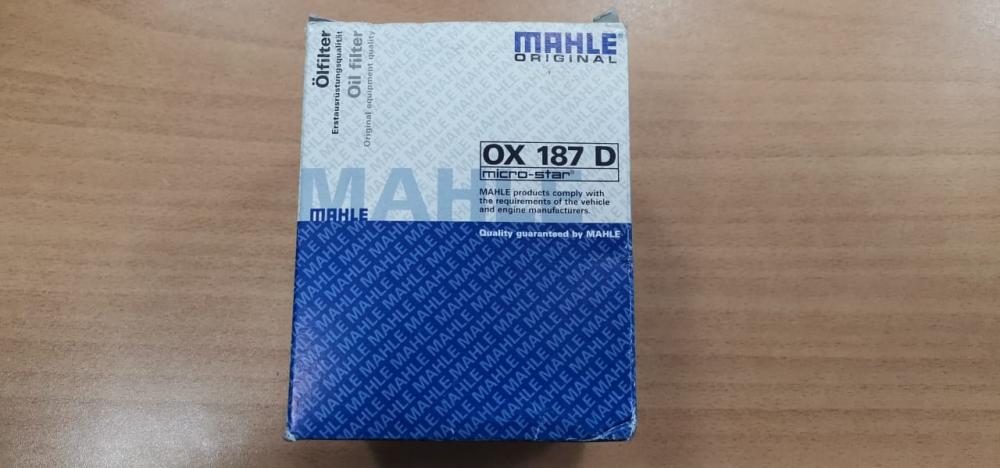 Ölfilter
Erstausrüstungsqualität
Oil filter
Original equipment quality
MAHLE
ORIGINAL
OX 187 D
micro-star®
MAHLE products comply with
the requirements of the vehicle
and engine manufacturers.
MAHLE
MAHLE
Quality guaranteed by MAHLE